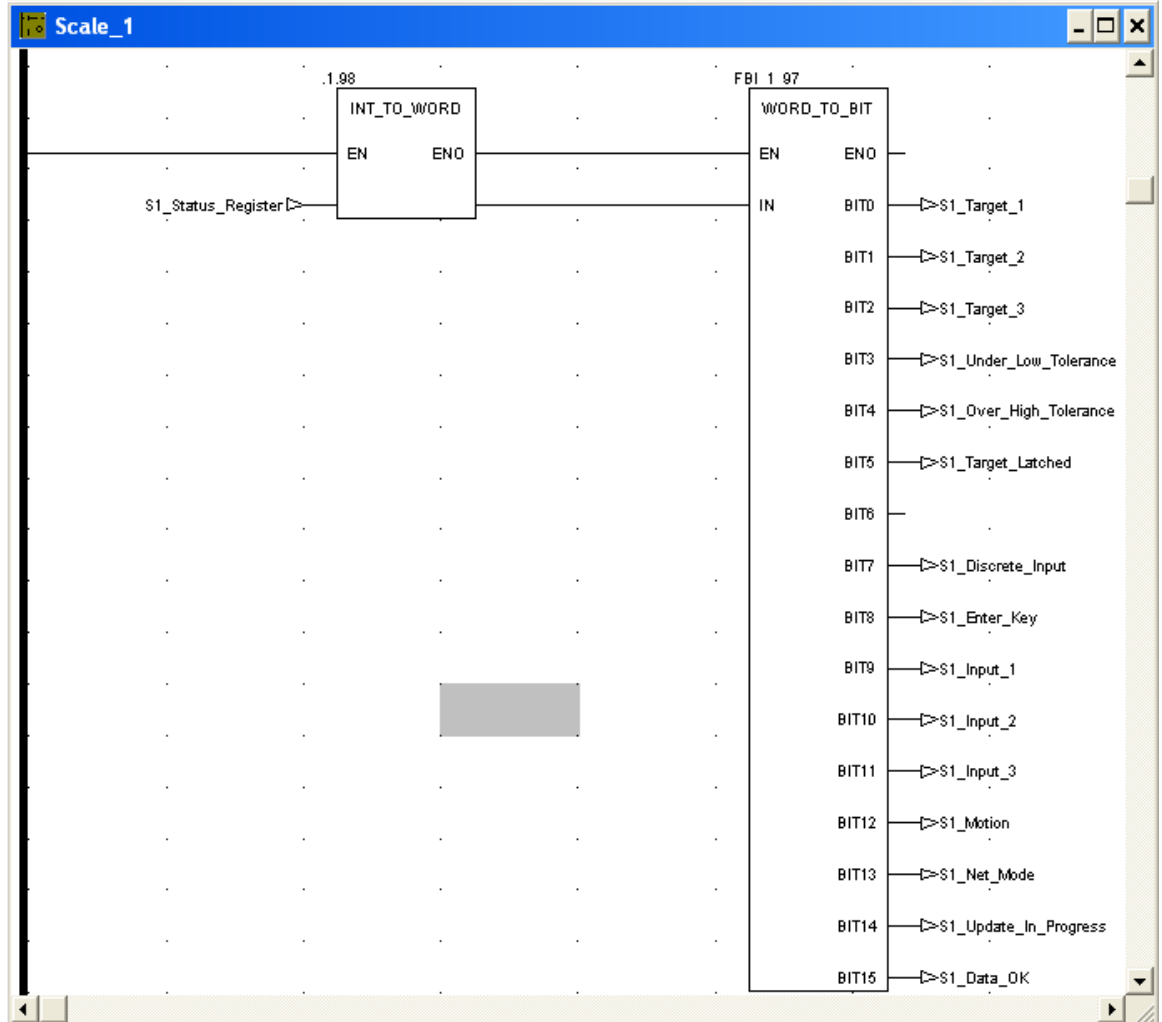 Scale_1
.1.98
FBI_1_97
INT_TO_WORD
WORD_TO_BIT
EN ENO
EN ENO
S1_Status_Register
IN BIT0 S1_Target_1
BIT1 S1_Target_2
BIT2 S1_Target_3
BIT3 S1_Under_Low_Tolerance
BIT4 S1_Over_High_Tolerance
BIT5 S1_Target_Latched
BIT6
BIT7 S1_Discrete_Input
BIT8 S1_Enter_Key
BIT9 S1_Input_1
BIT10 S1_Input_2
BIT11 S1_Input_3
BIT12 S1_Motion
BIT13 S1_Net_Mode
BIT14 S1_Update_In_Progress
BIT15 S1_Data_OK